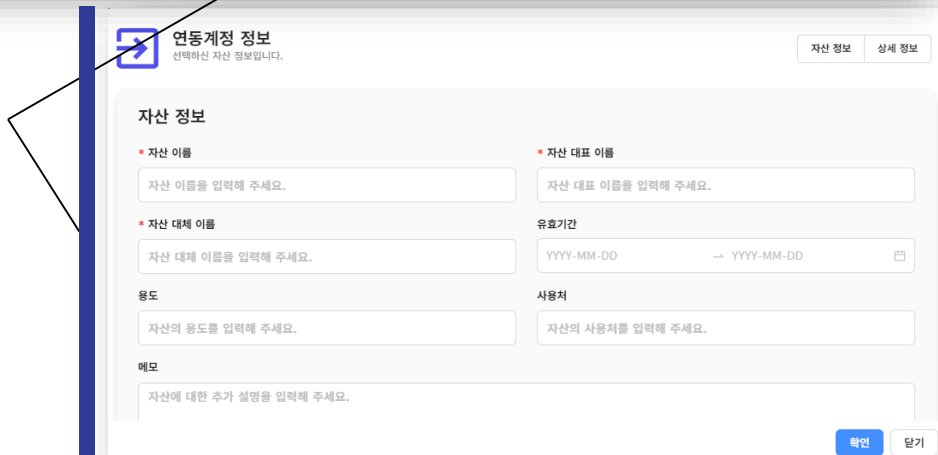 연동계정 정보
선택하신 자산 정보입니다.
자산 정보 상세 정보
자산 정보
* 자산 이름
자산 이름을 입력해 주세요.
* 자산 대표 이름
자산 대표 이름을 입력해 주세요.
* 자산 대체 이름
자산 대체 이름을 입력해 주세요.
유효기간
YYYY-MM-DD → YYYY-MM-DD
용도
자산의 용도를 입력해 주세요.
사용처
자산의 사용처를 입력해 주세요.
메모
자산에 대한 추가 설명을 입력해 주세요.
확인 닫기